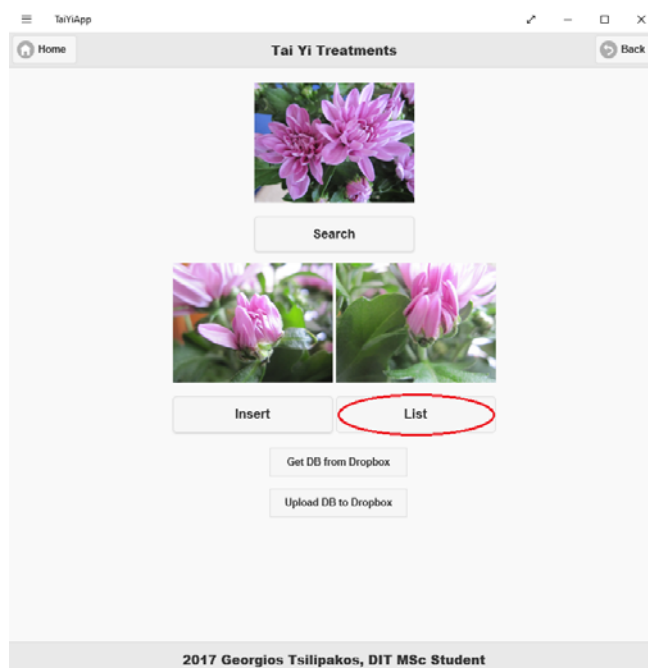 TaiYiApp
Home
Tai Yi Treatments
Back
Search
Insert
List
Get DB from Dropbox
Upload DB to Dropbox
2017 Georgios Tsilipakos, DIT MSc Student